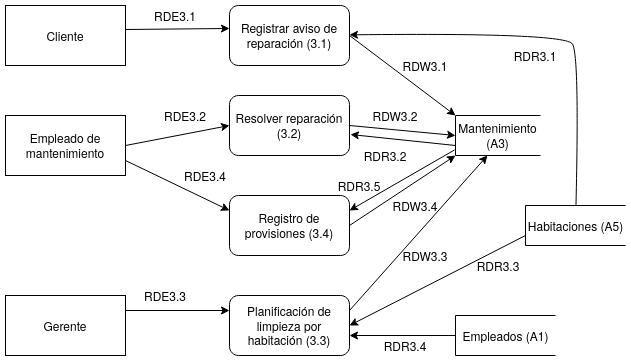 RDE3.1
Cliente
Registrar aviso de
reparación (3.1)
RDR3.1
RDW3.1
RDE3.2
Empleado de
mantenimiento
Resolver reparación
(3.2)
RDW3.2
Mantenimiento
(A3)
RDR3.2
RDE3.4
RDR3.5
RDW3.4
Registro de
provisiones (3.4)
Habitaciones (A5)
RDW3.3
RDR3.3
RDE3.3
Gerente
Planificación de
limpieza por
habitación (3.3)
Empleados (A1)
RDR3.4